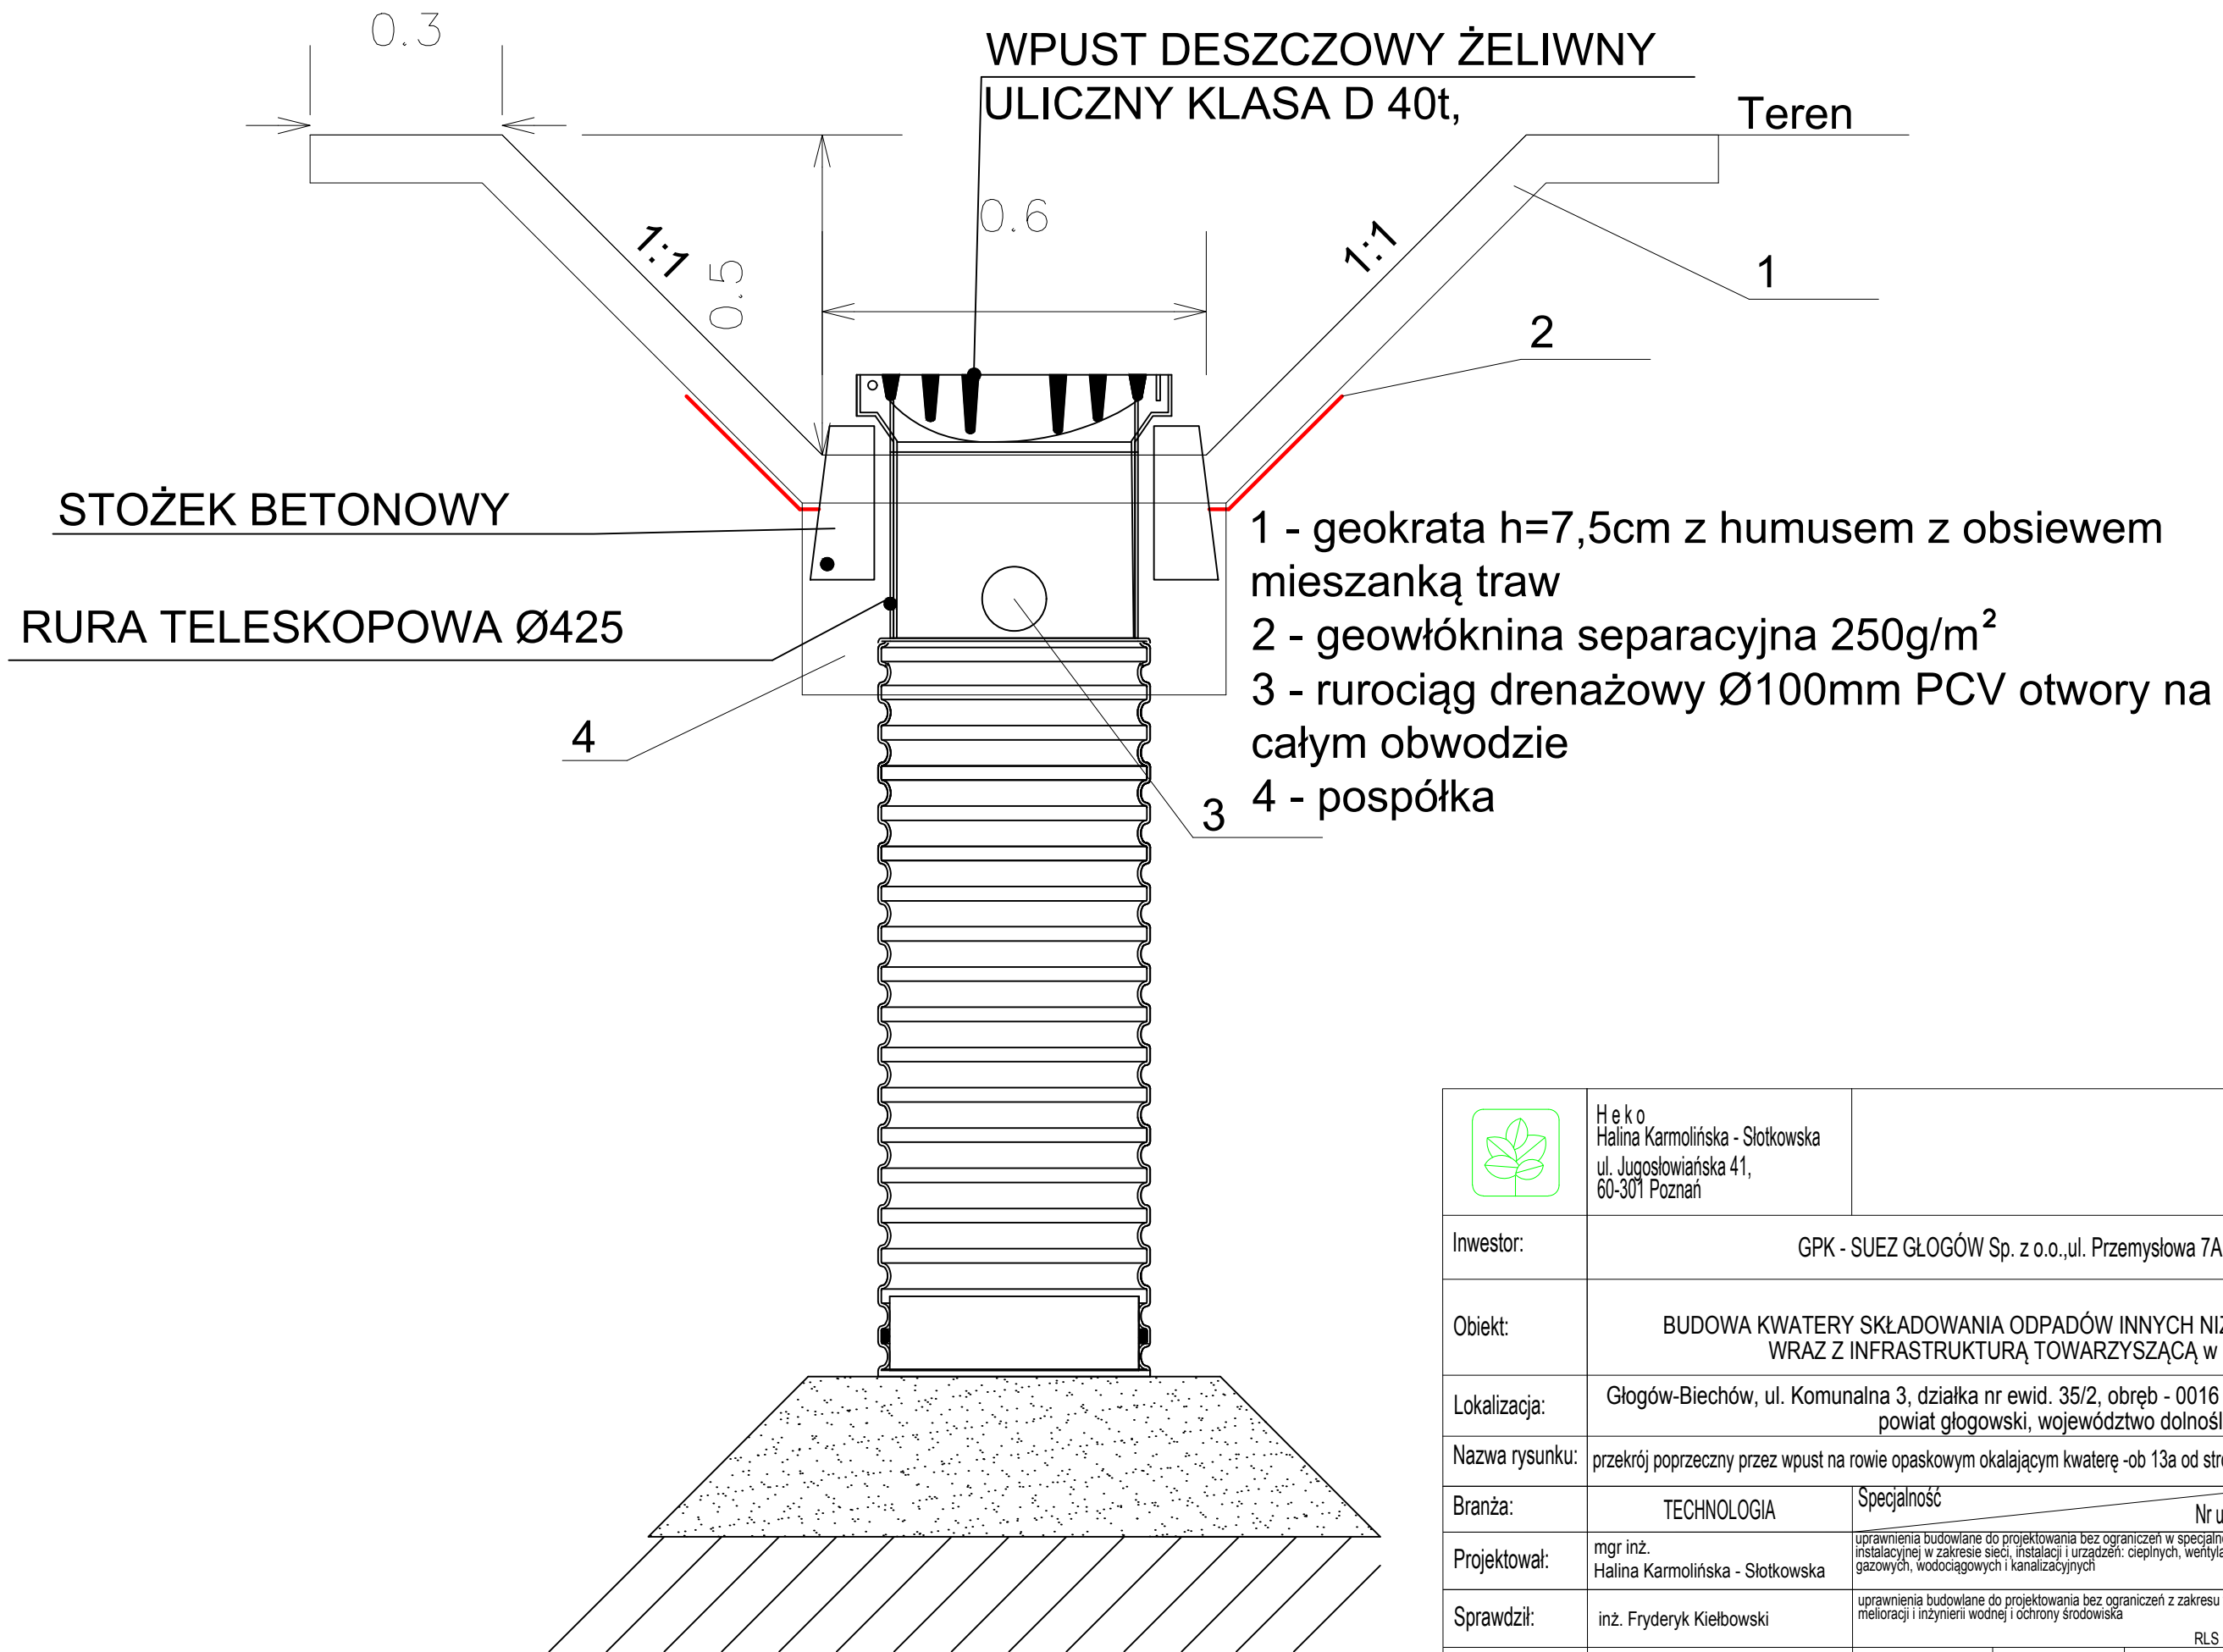 0.3
WPUST DESZCZOWY ŻELIWNY
ULICZNY KLASA D 40t,
Teren
0.6
1:1
0.5
1:1
1
2
STOŻEK BETONOWY
RURA TELESKOPOWA Ø425
4
3
1 - geokrata h=7,5cm z humusem z obsiewem
mieszanką traw
2 - geowłóknina separacyjna 250g/m²
3 - rurociąg drenażowy Ø100mm PCV otwory na
całym obwodzie
4 - pospółka
Heko
Halina Karmolińska - Słotkowska
ul. Jugosłowiańska 41,
60-301 Poznań
Inwestor:
GPK - SUEZ GŁOGÓW Sp. z o.o.,ul. Przemysłowa 7A
Obiekt:
BUDOWA KWATERY SKŁADOWANIA ODPADÓW INNYCH
WRAZ Z INFRASTRUKTURĄ TOWARZYSZĄCĄ w
Lokalizacja:
Głogów-Biechów, ul. Komunalna 3, działka nr ewid. 35/2, obręb - 0016
powiat głogowski, województwo
Nazwa rysunku:
przekrój poprzeczny przez wpust na rowie opaskowym okalającym kwaterę -ob 13a od
Branża:
TECHNOLOGIA
Specjalność
Nr
Projektował:
mgr inż.
Halina Karmolińska - Słotkowska
uprawnienia budowlane do projektowania bez ograniczeń w
instalacyjnej w zakresie sieci, instalacji i urządzeń: cieplnych,
gazowych, wodociągowych i kanalizacyjnych
Sprawdził:
inż. Fryderyk Kiełbowski
uprawnienia budowlane do projektowania bez ograniczeń z zakresu
melioracji i inżynierii wodnej i ochrony środowiska
RLS